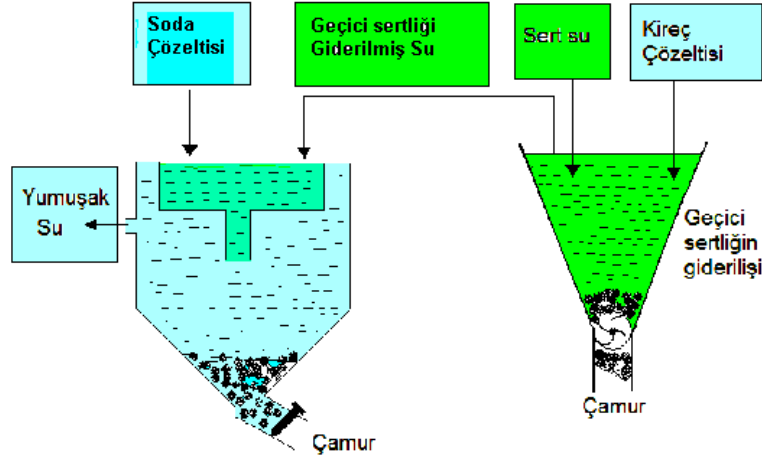 Soda
Çözeltisi
Geçici sertliği
Giderilmiş Su
Sert su
Kireç
Çözeltisi
Yumuşak
Su
Geçici
sertliğin
giderilişi
Çamur
Çamur